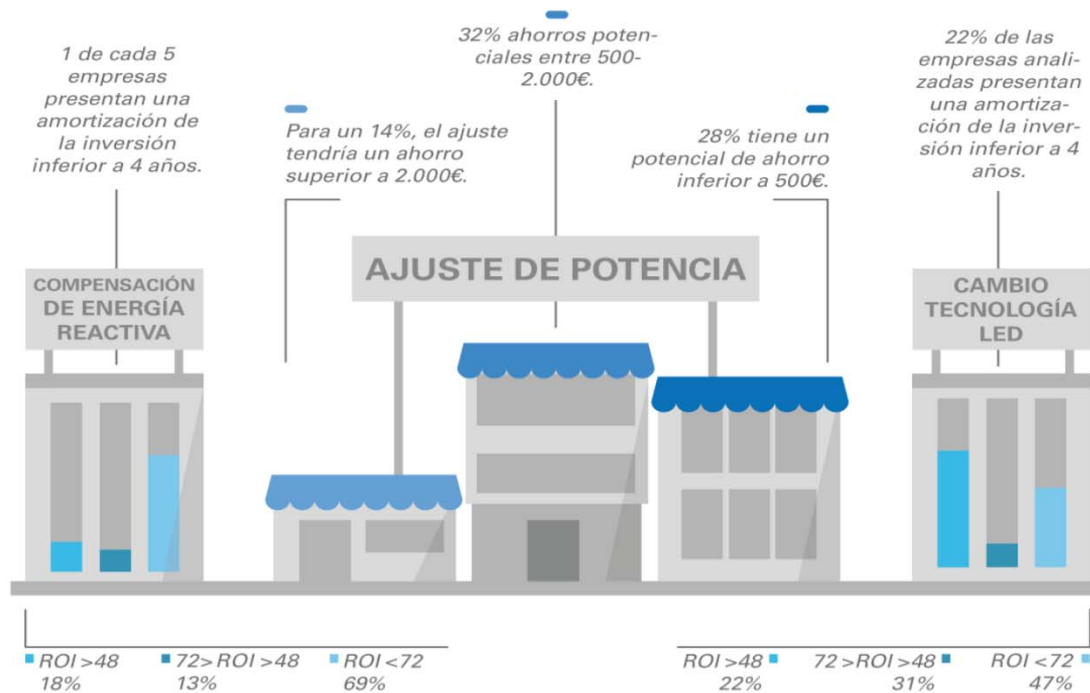 1 de cada 5
empresas
presentan una
amortización de
la inversión
inferior a 4 años.
Para un 14%, el ajuste
tendría un ahorro
superior a 2.000€.
32% ahorros poten-
ciales entre 500-
2.000€.
28% tiene un
potencial de ahorro
inferior a 500€.
22% de las
empresas anali-
zadas presentan
una amortiza-
ción de la inver-
sión inferior a 4
años.
COMPENSACIÓN
DE ENERGÍA
REACTIVA
AJUSTE DE POTENCIA
CAMBIO
TECNOLOGÍA
LED
ROI >48
18%
72> ROI >48
13%
ROI <72
69%
ROI >48
22%
72 >ROI >48
31%
ROI <72
47%